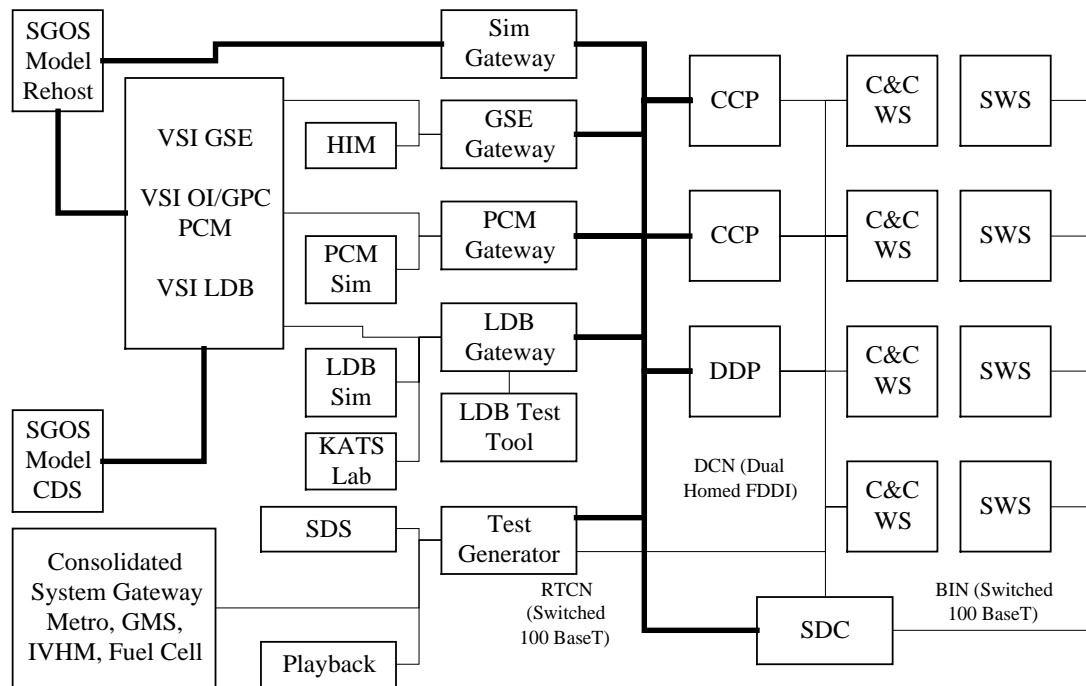 SGOS
Model
Rehost
Sim
Gateway
VSI GSE
VSI OI/GPC
PCM
VSI LDB
HIM
GSE
Gateway
PCM
Sim
PCM
Gateway
LDB
Sim
LDB
Gateway
KATS
Lab
LDB Test
Tool
SGOS
Model
CDS
SDS
Test
Generator
Consolidated
System Gateway
Metro, GMS,
IVHM, Fuel Cell
Playback
CCP
C&C
WS
SWS
CCP
C&C
WS
SWS
DDP
C&C
WS
SWS
DCN (Dual
Homed FDDI)
C&C
WS
SWS
RTCN
(Switched
100 BaseT)
SDC
BIN (Switched
100 BaseT)